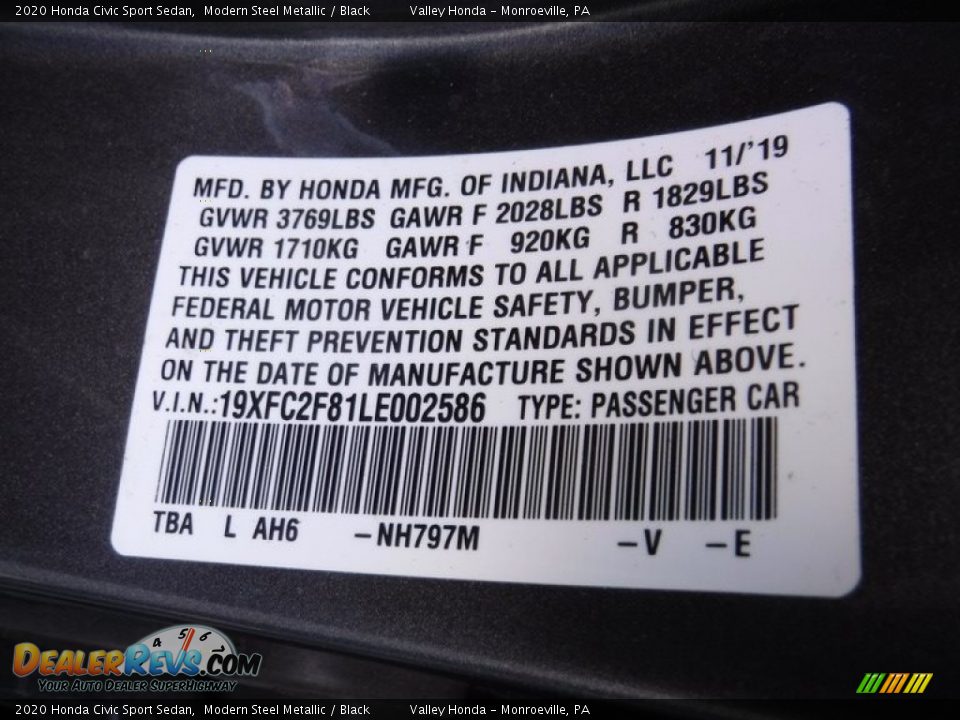 2020 Honda Civic Sport Sedan, Modern Steel Metallic / Black Valley Honda - Monroeville, PA
MFD. BY HONDA MFG. OF INDIANA, LLC 11/'19
GVWR 3769LBS GAWR F 2028LBS R 1829LBS
GVWR 1710KG GAWR F 920KG R 830KG
THIS VEHICLE CONFORMS TO ALL APPLICABLE
FEDERAL MOTOR VEHICLE SAFETY, BUMPER,
AND THEFT PREVENTION STANDARDS IN EFFECT
ON THE DATE OF MANUFACTURE SHOWN ABOVE.
V.I.N.:19XFC2F81LE002586 TYPE: PASSENGER CAR
TBA L AH6 -NH797M -V -E
4 5 6
DEALERREVS.COM
Your Auto Dealer SuperHighway
2020 Honda Civic Sport Sedan, Modern Steel Metallic / Black Valley Honda - Monroeville, PA